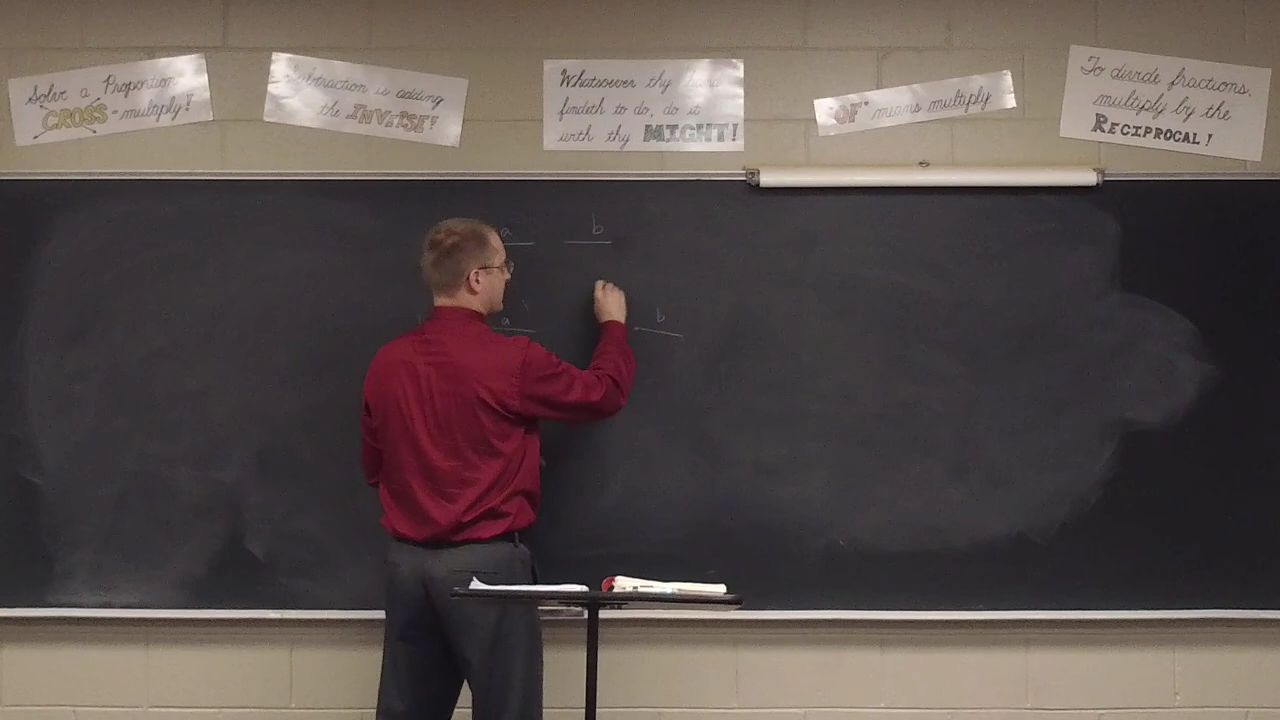 Solve a Proportion
CROSS-multiply!
Subtraction is adding
the INVERSE!
Whatsoever thy hand
findeth to do, do it
with thy MIGHT!
"OF" means multiply
To divide fractions,
multiply by the
RECIPROCAL!
a b
a b